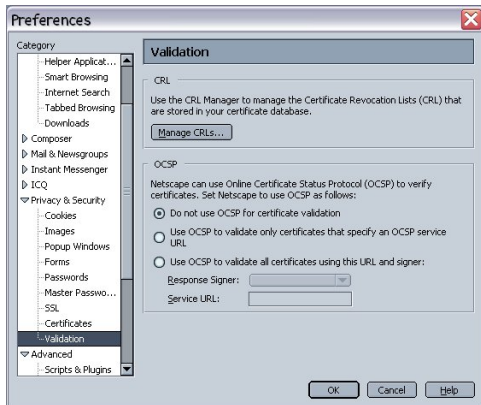 Preferences
Category
Helper Applicat...
Smart Browsing
Internet Search
Tabbed Browsing
Downloads
Composer
Mail & Newsgroups
Instant Messenger
ICQ
Privacy & Security
Cookies
Images
Popup Windows
Forms
Passwords
Master Passwo...
SSL
Certificates
Validation
Advanced
Scripts & Plugins
Validation
CRL
Use the CRL Manager to manage the Certificate Revocation Lists (CRL) that
are stored in your certificate database.
Manage CRLs...
OCSP
Netscape can use Online Certificate Status Protocol (OCSP) to verify
certificates. Set Netscape to use OCSP as follows:
Do not use OCSP for certificate validation
Use OCSP to validate only certificates that specify an OCSP service
URL
Use OCSP to validate all certificates using this URL and signer:
Response Signer:
Service URL:
OK Cancel Help